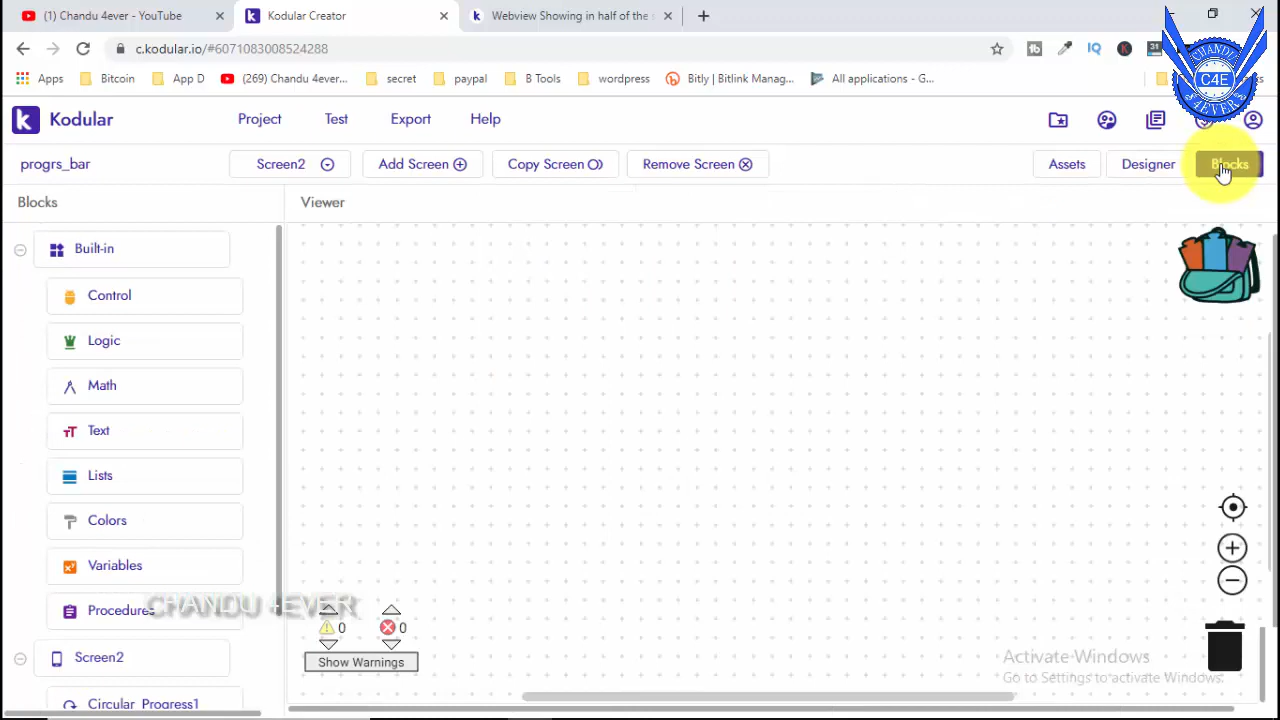 (1) Chandu 4ever - YouTube
Kodular Creator
Webview Showing in half of the s
c.kodular.io/#6071083008524288
Apps
Bitcoin
App D
(269) Chandu 4ever...
secret
paypal
B Tools
wordpress
Bitly | Bitlink Manag...
All applications - G...
CHANDU
C4E
4EVER
Kodular
Project
Test
Export
Help
progrs_bar
Screen2
Add Screen
Copy Screen
Remove Screen
Assets
Designer
Blocks
Blocks
Viewer
Built-in
Control
Logic
Math
Text
Lists
Colors
Variables
Procedures
CHANDU 4EVER
Screen2
Circular_Progress1
0
0
Show Warnings
Activate Windows
Go to Settings to activate Windows.